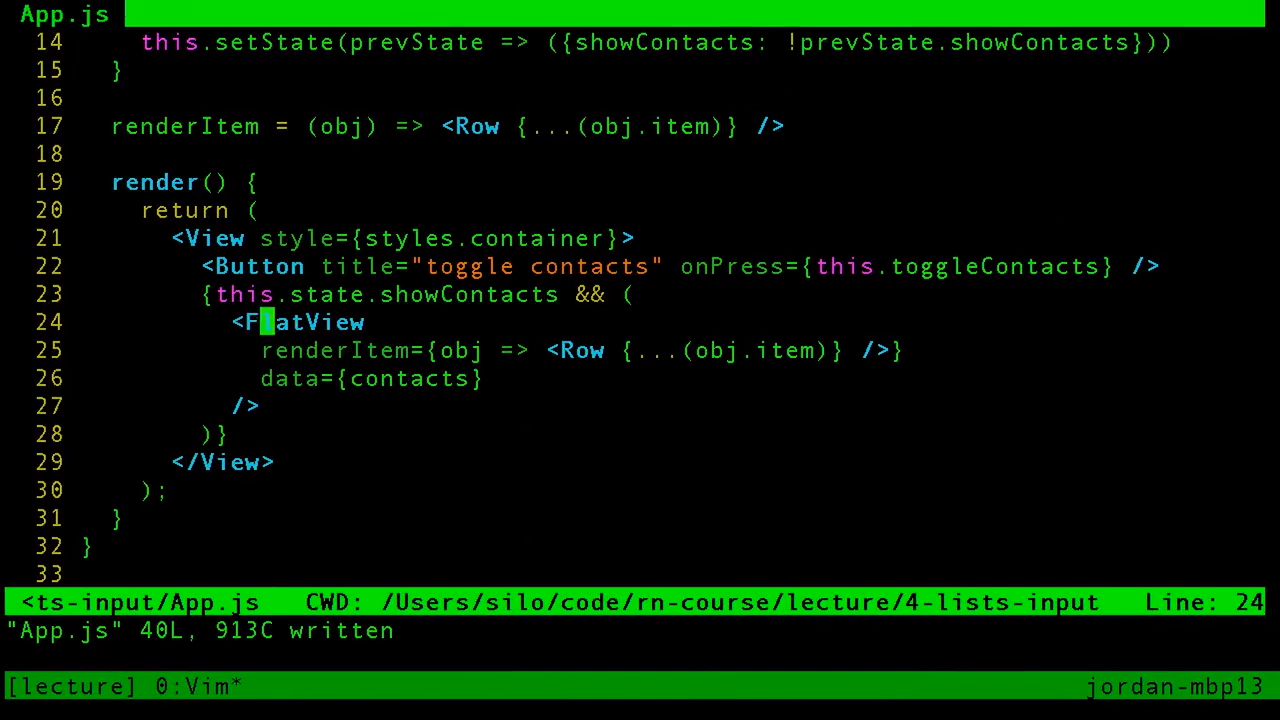 App.js
14     this.setState(prevState => ({showContacts: !prevState.showContacts}))
15   }
16
17   renderItem = (obj) => <Row {...(obj.item)} />
18
19   render() {
20     return (
21       <View style={styles.container}>
22         <Button title="toggle contacts" onPress={this.toggleContacts} />
23         {this.state.showContacts && (
24           <FlatView
25             renderItem={obj => <Row {...(obj.item)} />}
26             data={contacts}
27           />
28         )}
29       </View>
30     );
31   }
32 }
33
<ts-input/App.js   CWD: /Users/silo/code/rn-course/lecture/4-lists-input   Line: 24
"App.js" 40L, 913C written
[lecture] 0:Vim* jordan-mbp13